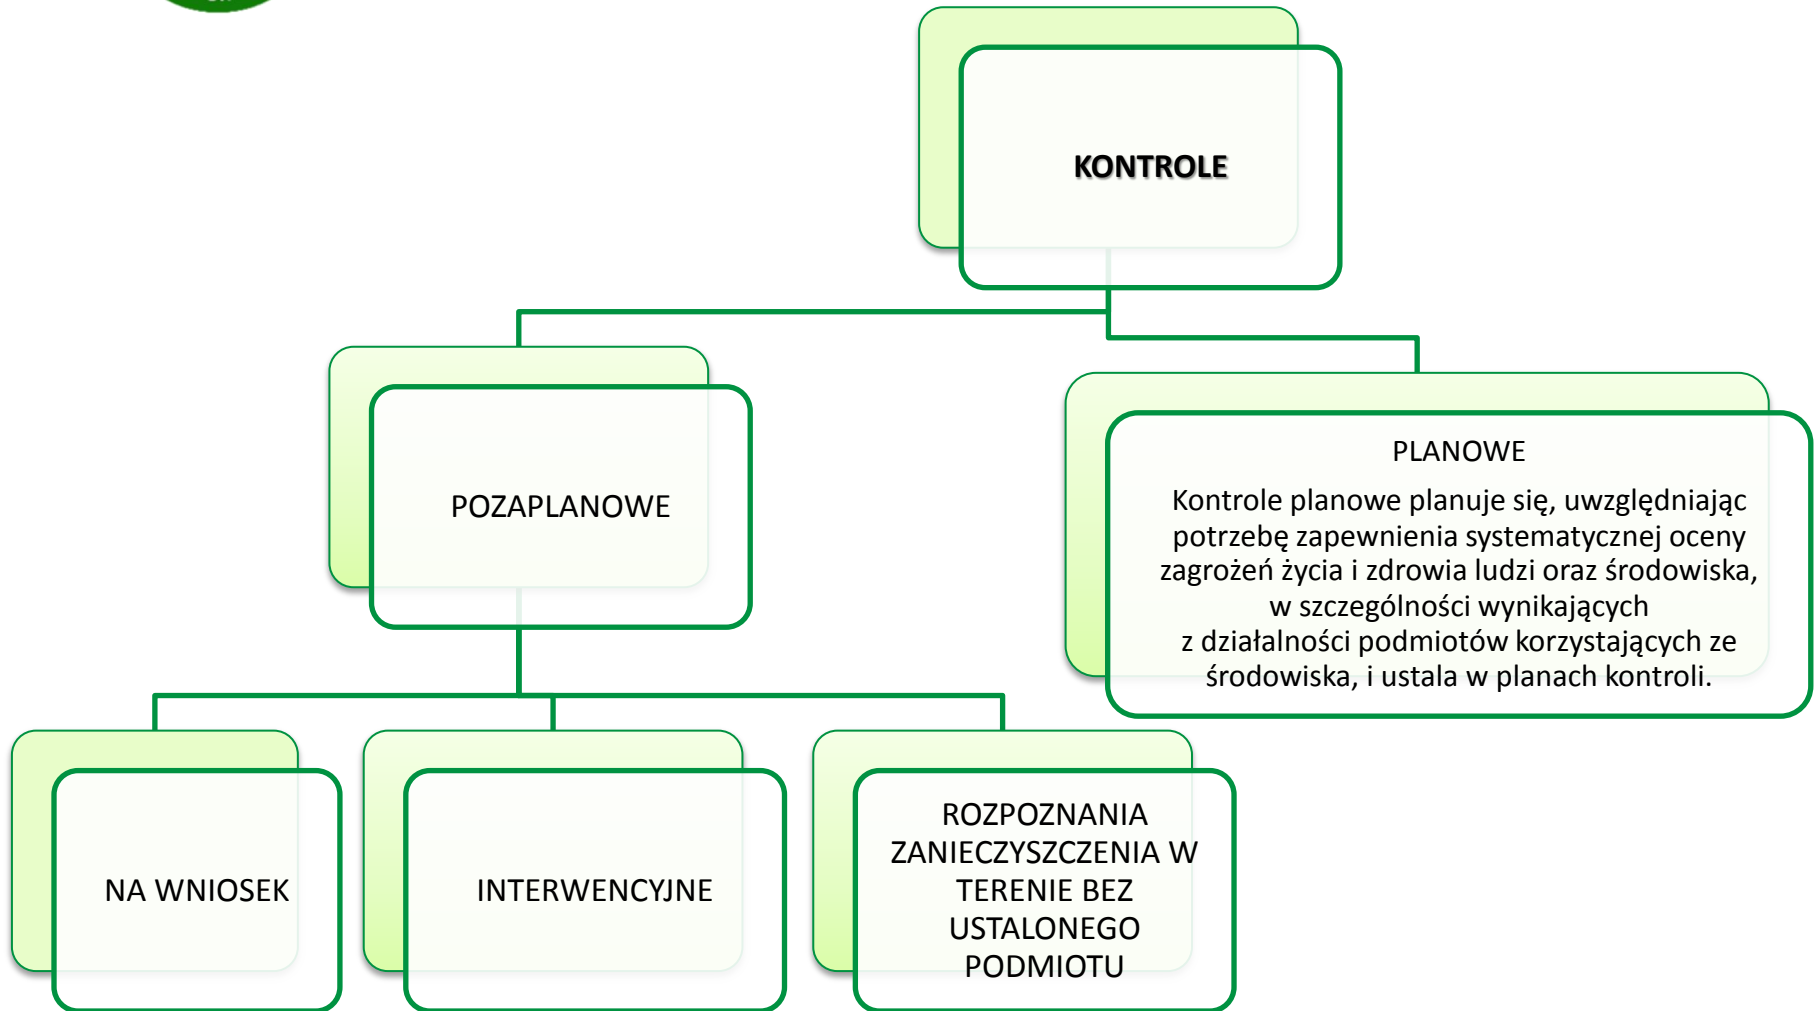 KONTROLE
POZAPLANOWE
PLANOWE
Kontrole planowe planuje się, uwzględniając
potrzebę zapewnienia systematycznej oceny
zagrożeń życia i zdrowia ludzi oraz środowiska,
w szczególności wynikających
z działalności podmiotów korzystających ze
środowiska, i ustala w planach kontroli.
NA WNIOSEK
INTERWENCYJNE
ROZPOZNANIA
ZANIECZYSZCZENIA W
TERENIE BEZ
USTALONEGO
PODMIOTU